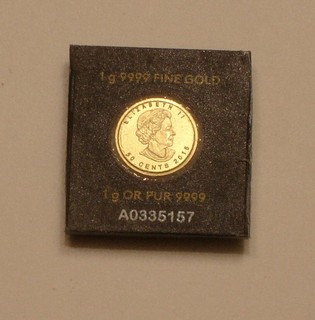 1 g 9999 FINE GOLD
ELIZABETH II
50 CENTS 2015
1 g OR PUR 9999
A0335157